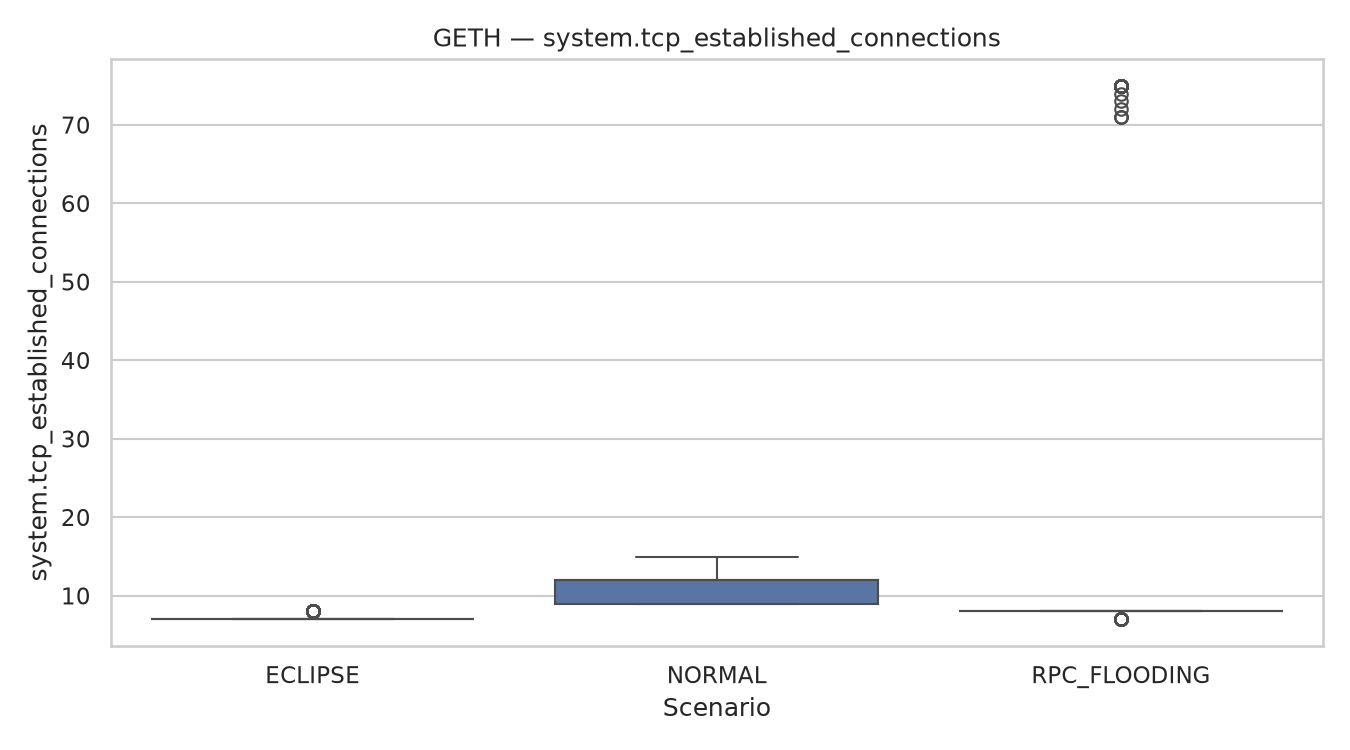 GETH — system.tcp_established_connections
system.tcp_established_connections
70
60
50
40
30
20
10
ECLIPSE NORMAL RPC_FLOODING
Scenario